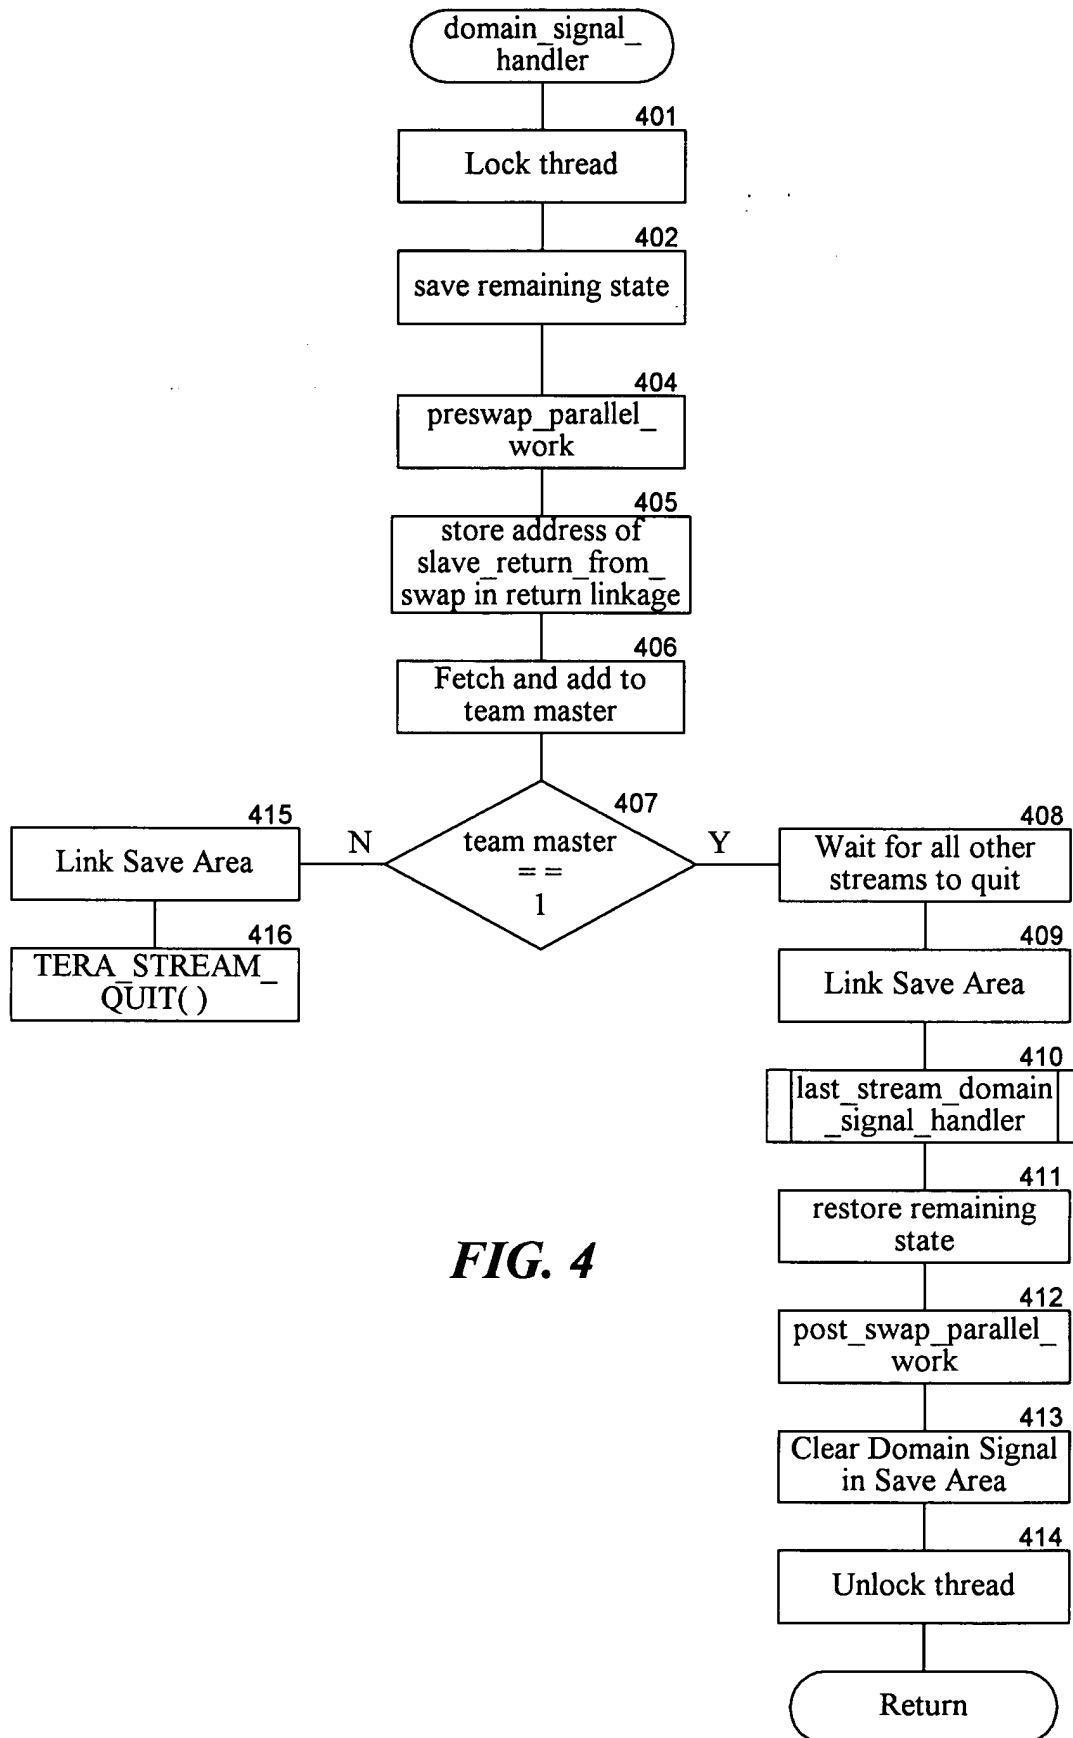 domain_signal_
handler
401
Lock thread
402
save remaining state
404
preswap_parallel_
work
405
store address of
slave_return_from_
swap in return linkage
406
Fetch and add to
team master
407
team master
= =
1
N
Y
415
Link Save Area
416
TERA_STREAM_
QUIT( )
408
Wait for all other
streams to quit
409
Link Save Area
410
last_stream_domain
_signal_handler
411
restore remaining
state
412
post_swap_parallel_
work
413
Clear Domain Signal
in Save Area
414
Unlock thread
Return
FIG. 4